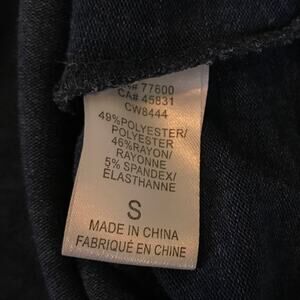 # 77600
CA# 45831
CW8444
49%POLYESTER/
POLYESTER
46%RAYON/
RAYONNE
5% SPANDEX/
ÉLASTHANNE
S
MADE IN CHINA
FABRIQUÉ EN CHINE